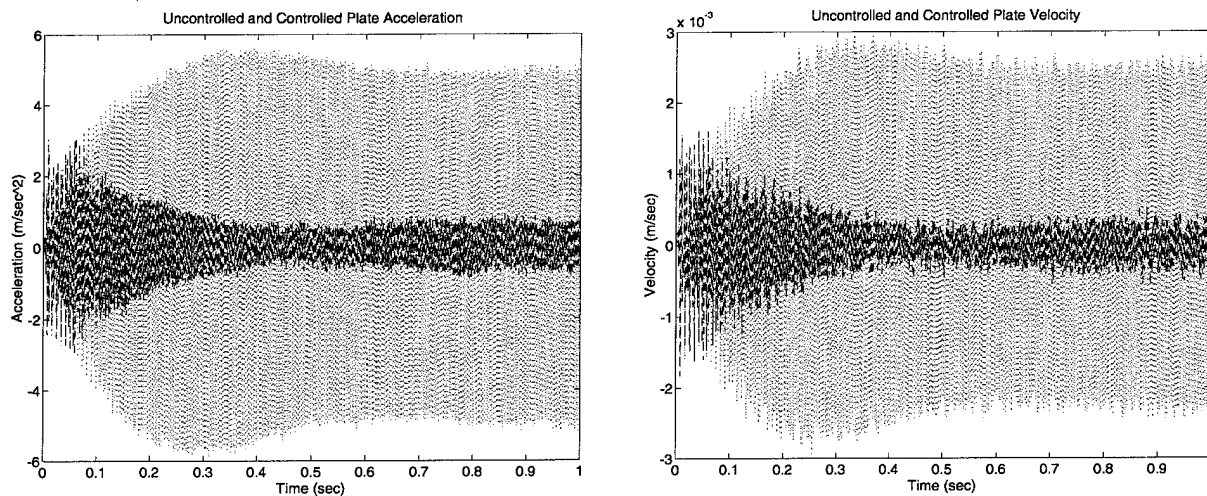 Uncontrolled and Controlled Plate Acceleration
6
4
2
0
-2
-4
-6
Acceleration (m/sec^2)
0 0.1 0.2 0.3 0.4 0.5 0.6 0.7 0.8 0.9 1
Time (sec)
Uncontrolled and Controlled Plate Velocity
x 10^-3
3
2
1
0
-1
-2
-3
Velocity (m/sec)
0 0.1 0.2 0.3 0.4 0.5 0.6 0.7 0.8 0.9
Time (sec)